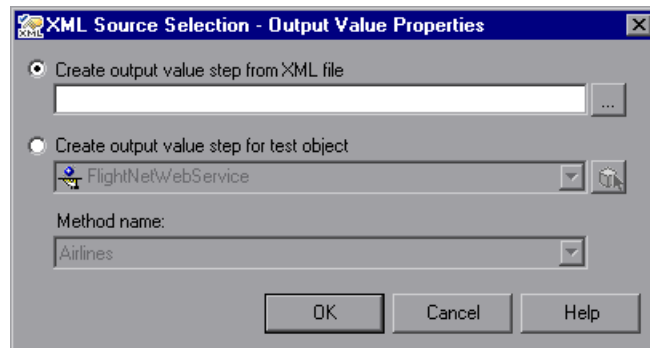 XML Source Selection - Output Value Properties
Create output value step from XML file
...
Create output value step for test object
FlightNetWebService
Method name:
Airlines
OK Cancel Help